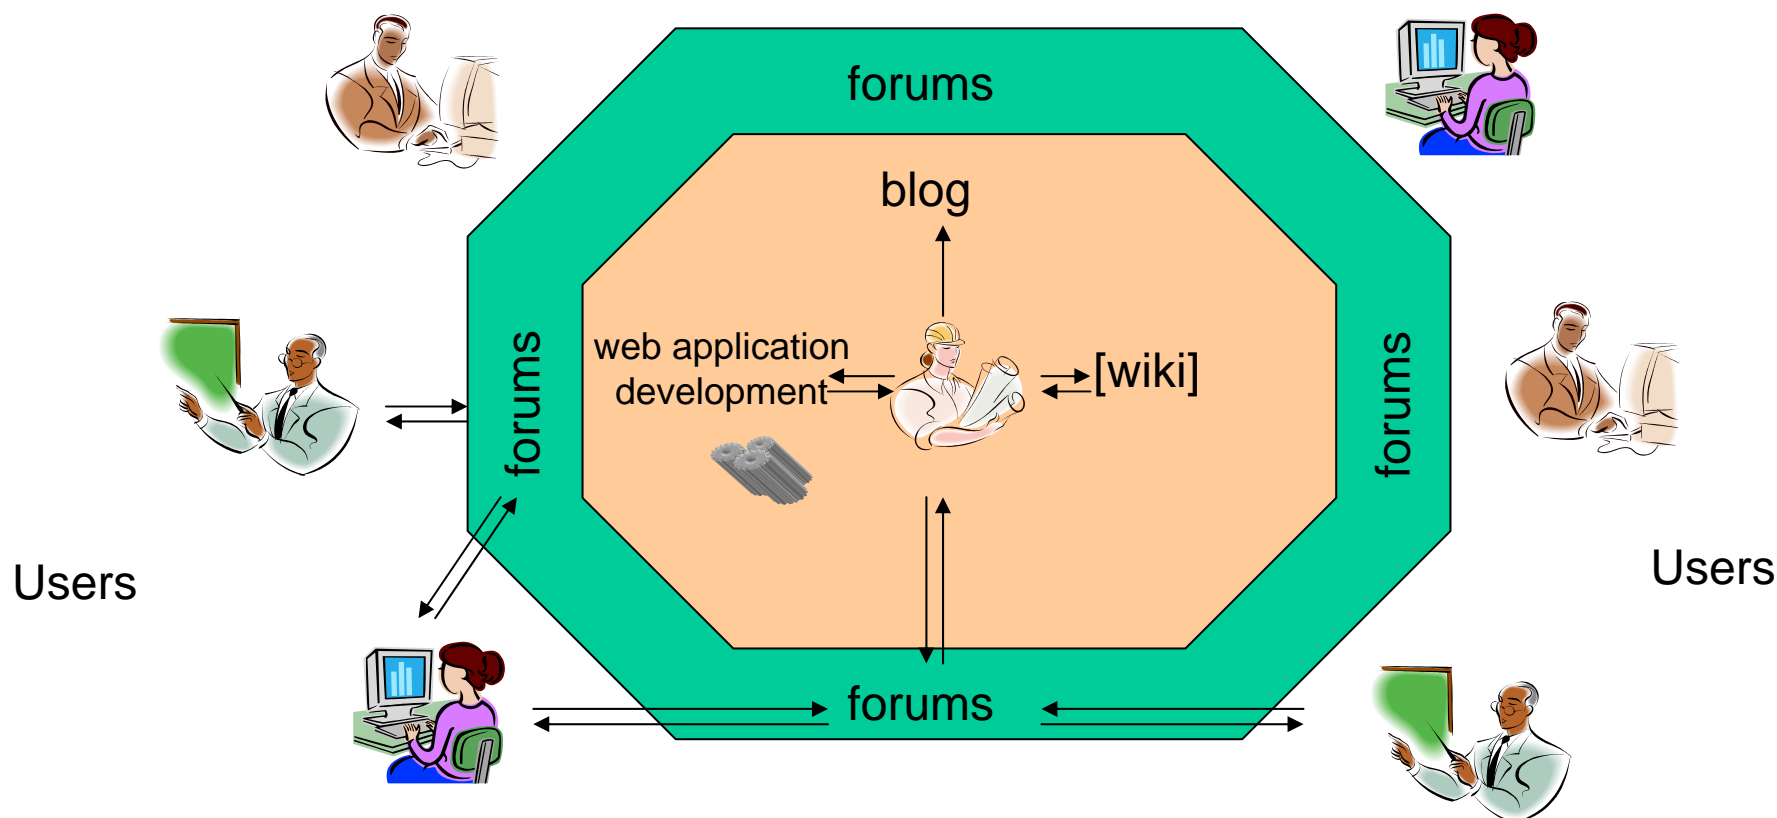 forums
blog
web application
development
[wiki]
forums
forums
Users
Users
forums